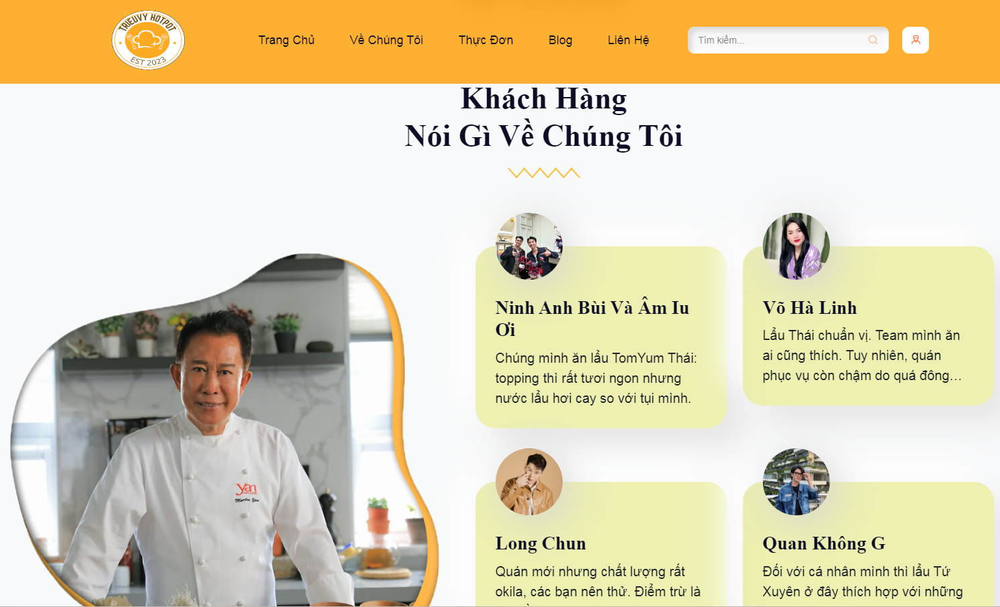 TRIEUVY HOTPOT
EST 2023
Trang Chủ
Về Chúng Tôi
Thực Đơn
Blog
Liên Hệ
Tìm kiếm...
Khách Hàng
Nói Gì Về Chúng Tôi
Ninh Anh Bùi Và Âm Iu
Ơi
Chúng mình ăn lẩu TomYum Thái:
topping thì rất tươi ngon nhưng
nước lẩu hơi cay so với tụi mình.
Võ Hà Linh
Lẩu Thái chuẩn vị. Team mình ăn
ai cũng thích. Tuy nhiên, quán
phục vụ còn chậm do quá đông...
yan
Martin Yan
Long Chun
Quán mới nhưng chất lượng rất
okila, các bạn nên thử. Điểm trừ là
Quan Không G
Đối với cá nhân mình thì lẩu Tứ
Xuyên ở đây thích hợp với những